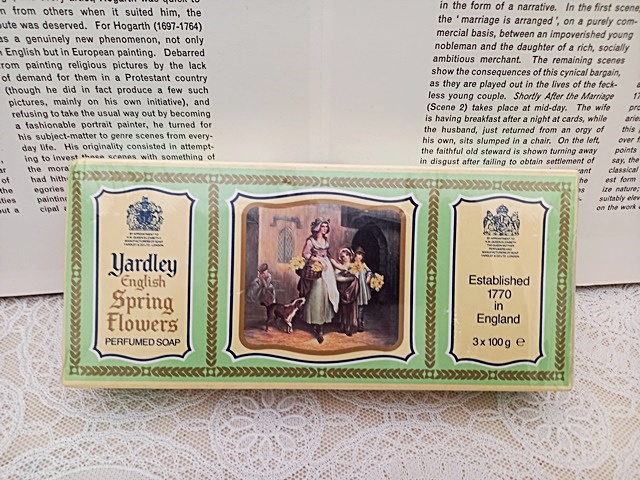 n from others when it suited him, the
ute was deserved. For Hogarth (1697-1764)
as a genuinely new phenomenon, not only
English but in European painting. Debarred
from painting religious pictures by the lack
of demand for them in a Protestant country
(though he did in fact produce a few such
pictures, mainly on his own initiative), and
refusing to take the usual way out by becoming
a fashionable portrait painter, he turned for
his subject-matter to genre scenes from every-
day life. His originality consisted in attempt-
ing to invest these scenes with something of
the mora
had hithe
egories
painting
cipal
in the form of a narrative. In the first scene,
the 'marriage is arranged', on a purely com-
mercial basis, between an impoverished young
nobleman and the daughter of a rich, socially
ambitious merchant. The remaining scenes
show the consequences of this cynical bargain,
as they are played out in the lives of the feck-
less young couple. Shortly After the Marriage
(Scene 2) takes place at mid-day. The wife
is having breakfast after a night at cards, while
the husband, just returned from an orgy of
his own, sits slumped in a chair. On the left,
the faithful old steward is shown turning away
in disgust after failing to obtain settlement of
Yardley
English
Spring
Flowers
PERFUMED SOAP
Established
1770
in
England
3 x 100 g ℮